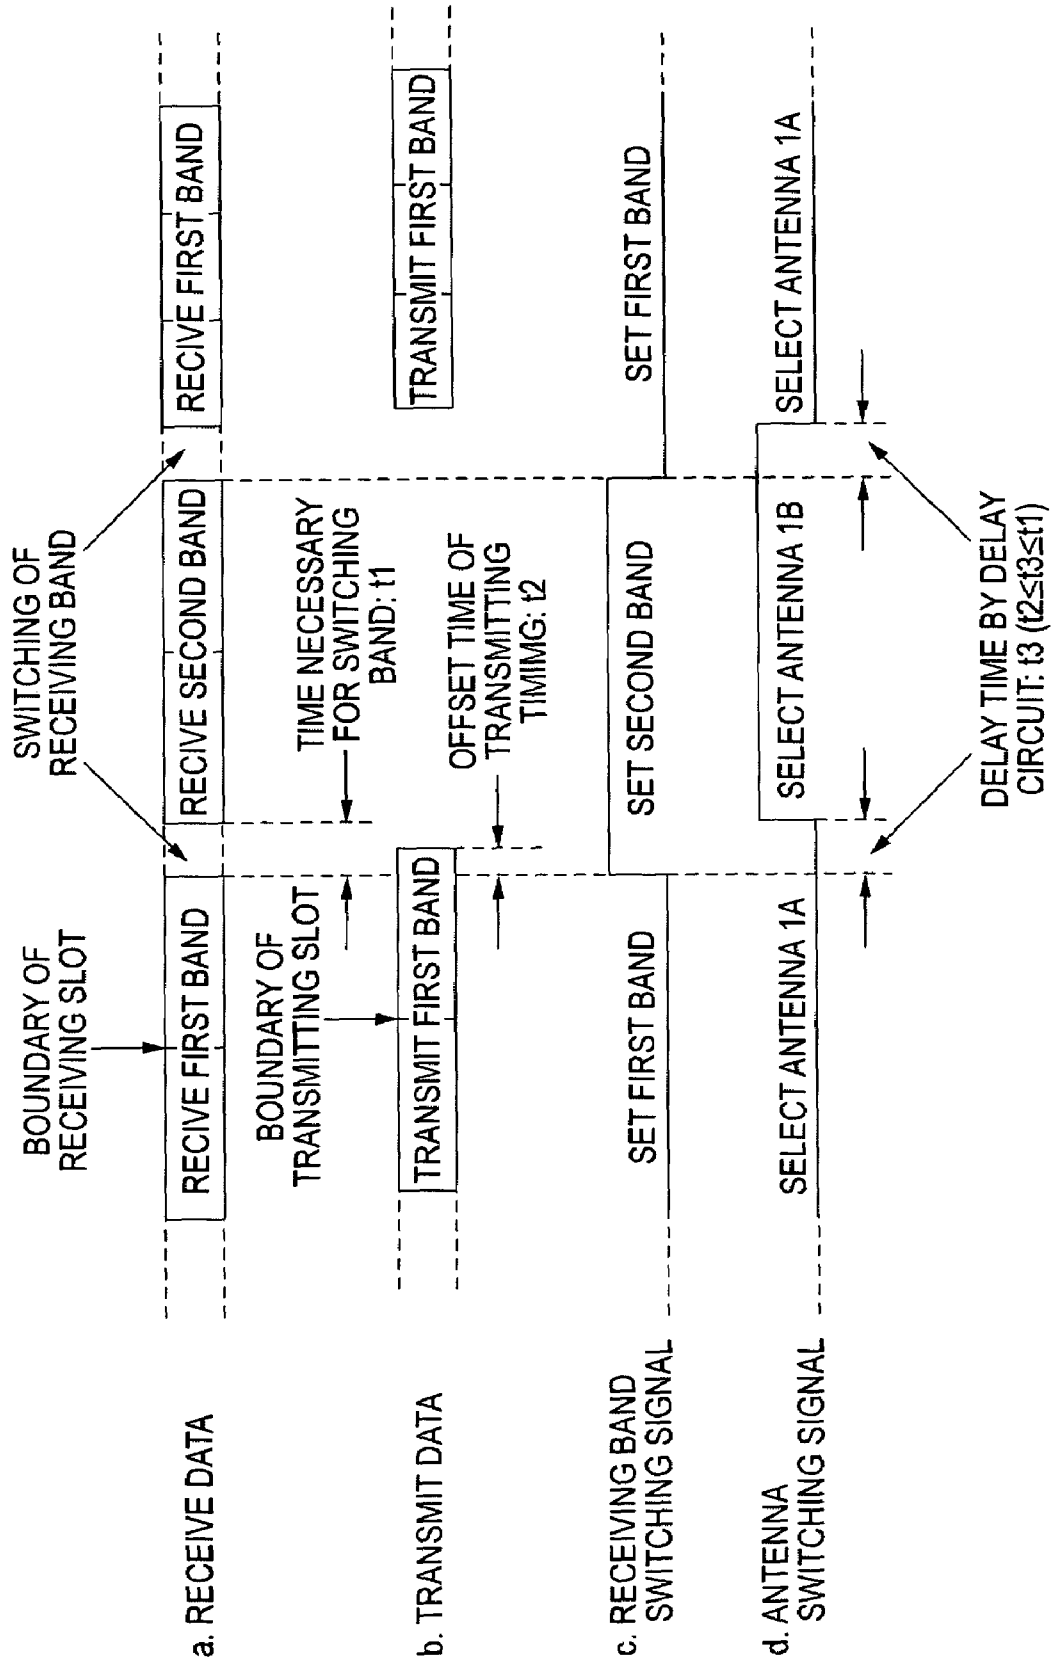 SWITCHING OF
RECEIVING BAND
BOUNDARY OF
RECEIVING SLOT
a. RECEIVE DATA
RECIVE FIRST BAND
RECIVE SECOND BAND
RECIVE FIRST BAND
TIME NECESSARY
FOR SWITCHING
BAND: t1
BOUNDARY OF
TRANSMITTING SLOT
b. TRANSMIT DATA
TRANSMIT FIRST BAND
TRANSMIT FIRST BAND
OFFSET TIME OF
TRANSMITTING
TIMIMG: t2
c. RECEIVING BAND
SWITCHING SIGNAL
SET FIRST BAND
SET SECOND BAND
SET FIRST BAND
d. ANTENNA
SWITCHING SIGNAL
SELECT ANTENNA 1A
SELECT ANTENNA 1B
SELECT ANTENNA 1A
DELAY TIME BY DELAY
CIRCUIT: t3 (t2≤t3≤t1)